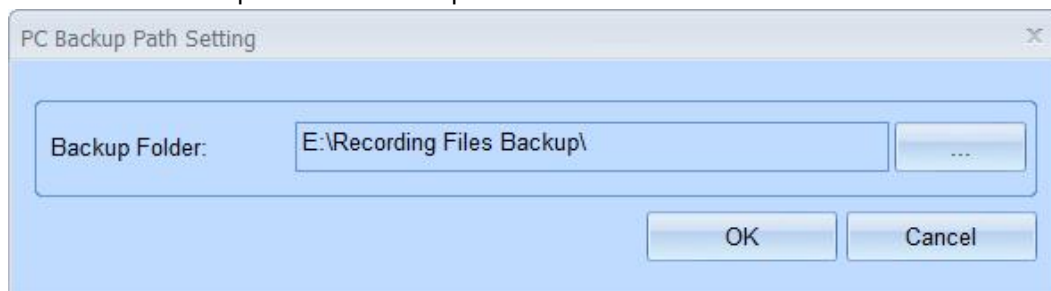 PC Backup Path Setting
x
Backup Folder:
E:\Recording Files Backup\
...
OK
Cancel